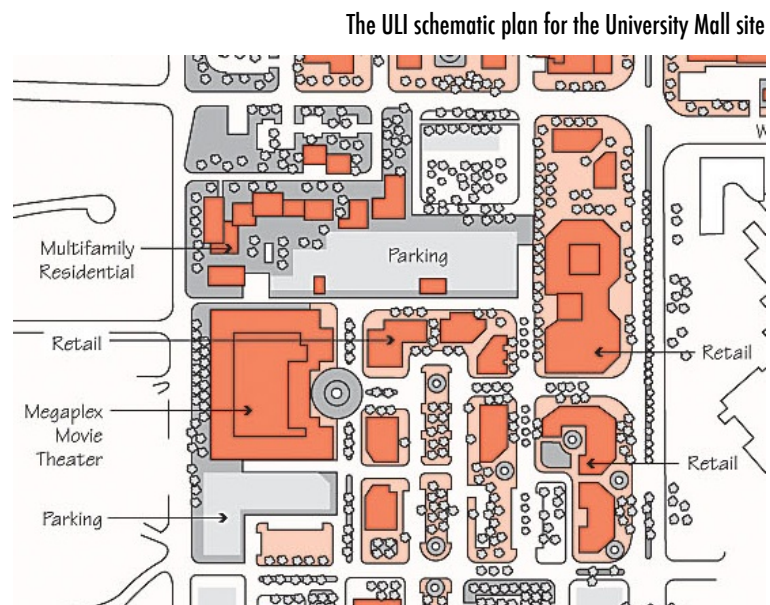 The ULI schematic plan for the University Mall site
W
Multifamily
Residential
Parking
Retail
Retail
Megaplex
Movie
Theater
Retail
Parking